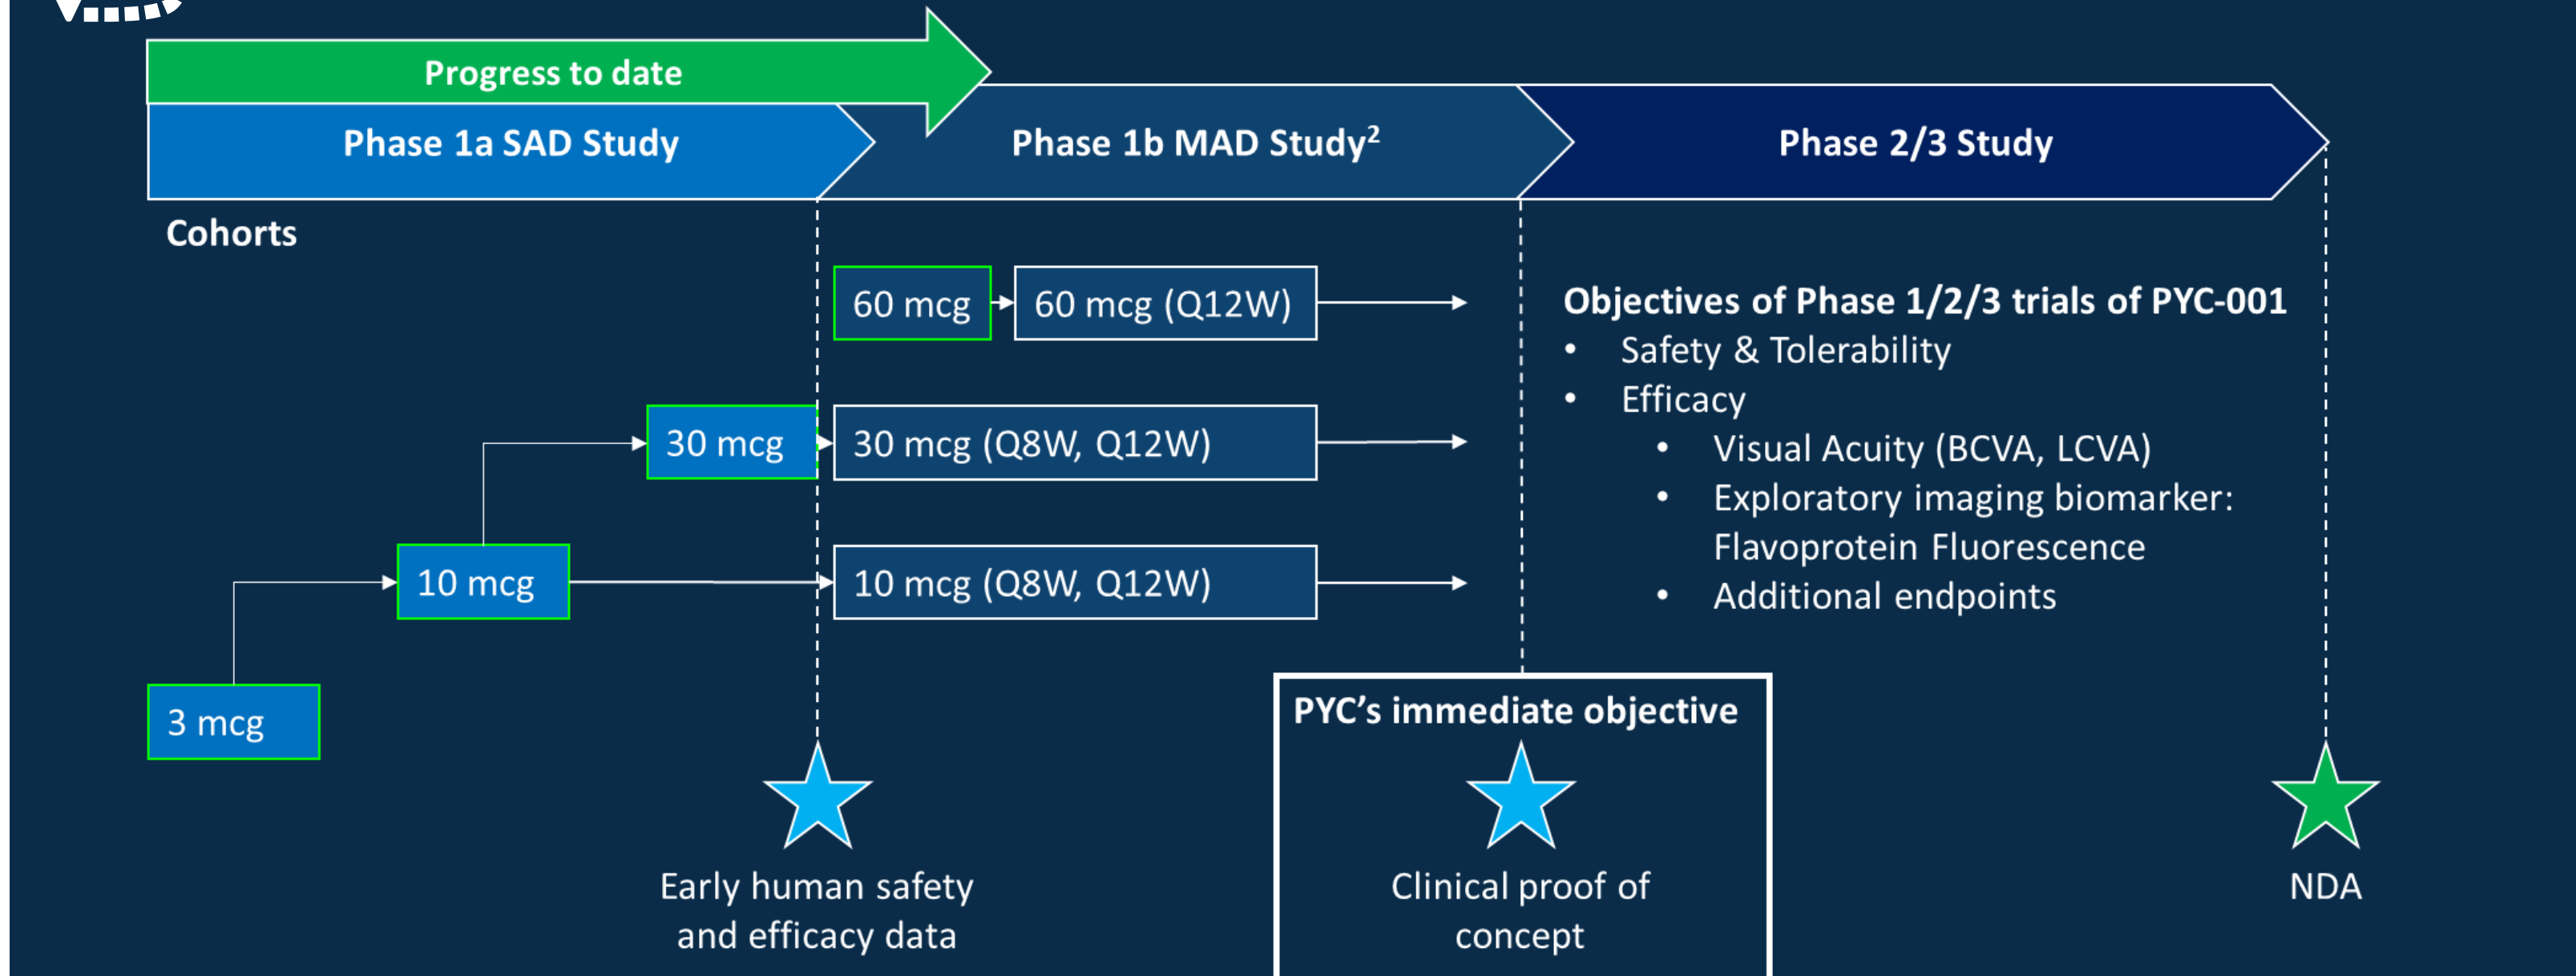 Progress to date
Phase 1a SAD Study
Phase 1b MAD Study²
Phase 2/3 Study
Cohorts
60 mcg
60 mcg (Q12W)
30 mcg
30 mcg (Q8W, Q12W)
10 mcg
10 mcg (Q8W, Q12W)
3 mcg
Objectives of Phase 1/2/3 trials of PYC-001
• Safety & Tolerability
• Efficacy
• Visual Acuity (BCVA, LCVA)
• Exploratory imaging biomarker:
Flavoprotein Fluorescence
• Additional endpoints
Early human safety
and efficacy data
PYC’s immediate objective
Clinical proof of
concept
NDA